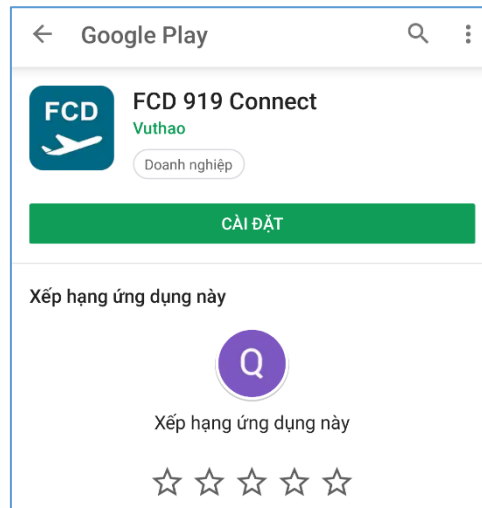 Google Play
FCD
FCD 919 Connect
Vuthao
Doanh nghiệp
CÀI ĐẶT
Xếp hạng ứng dụng này
Q
Xếp hạng ứng dụng này